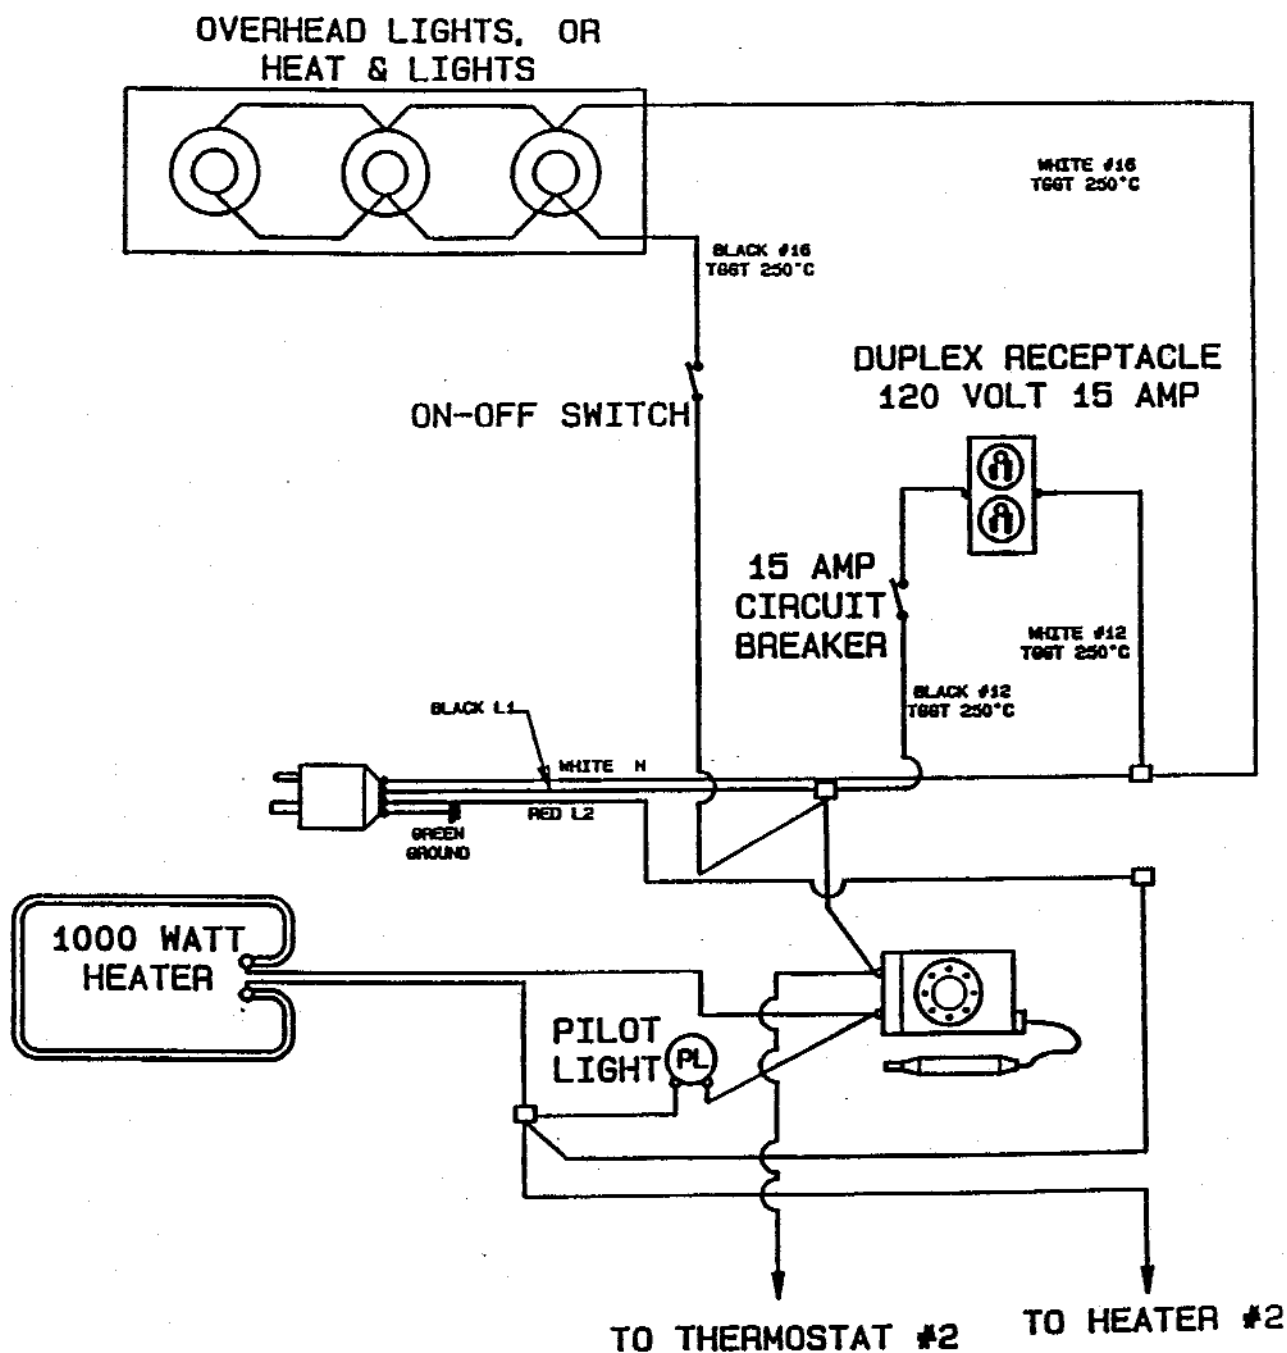 OVERHEAD LIGHTS, OR
HEAT & LIGHTS
WHITE #16
TGGT 250°C
BLACK #16
TGGT 250°C
DUPLEX RECEPTACLE
120 VOLT 15 AMP
ON-OFF SWITCH
15 AMP
CIRCUIT
BREAKER
WHITE #12
TGGT 250°C
BLACK #12
TGGT 250°C
BLACK L1
WHITE N
RED L2
GREEN
GROUND
1000 WATT
HEATER
PILOT
LIGHT
PL
TO THERMOSTAT #2
TO HEATER #2